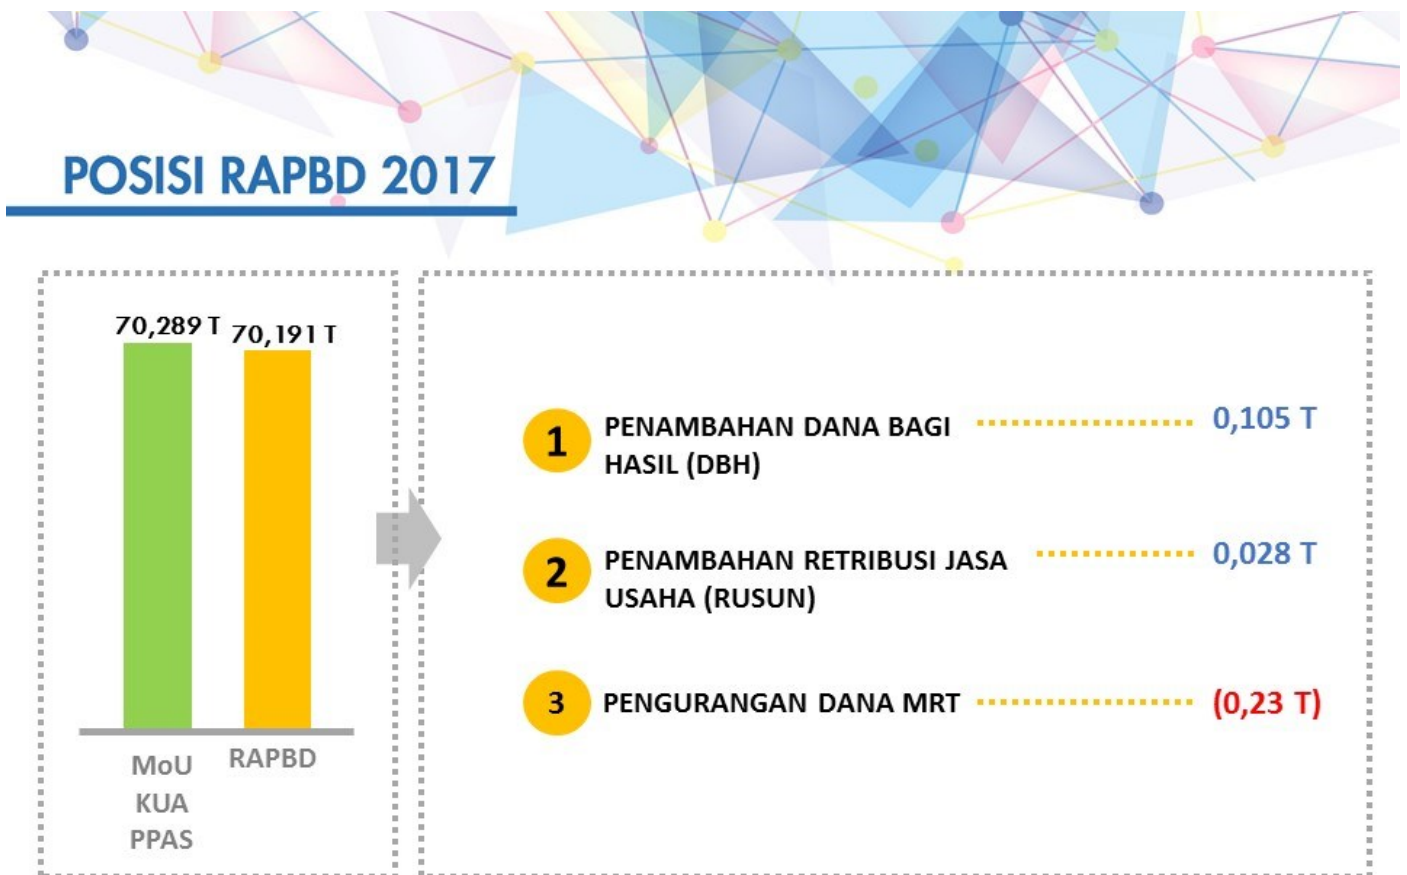 POSISI RAPBD 2017
70,289 T
70,191 T
MoU
KUA
PPAS
RAPBD
1
PENAMBAHAN DANA BAGI
HASIL (DBH)
0,105 T
2
PENAMBAHAN RETRIBUSI JASA
USAHA (RUSUN)
0,028 T
3
PENGURANGAN DANA MRT
(0,23 T)